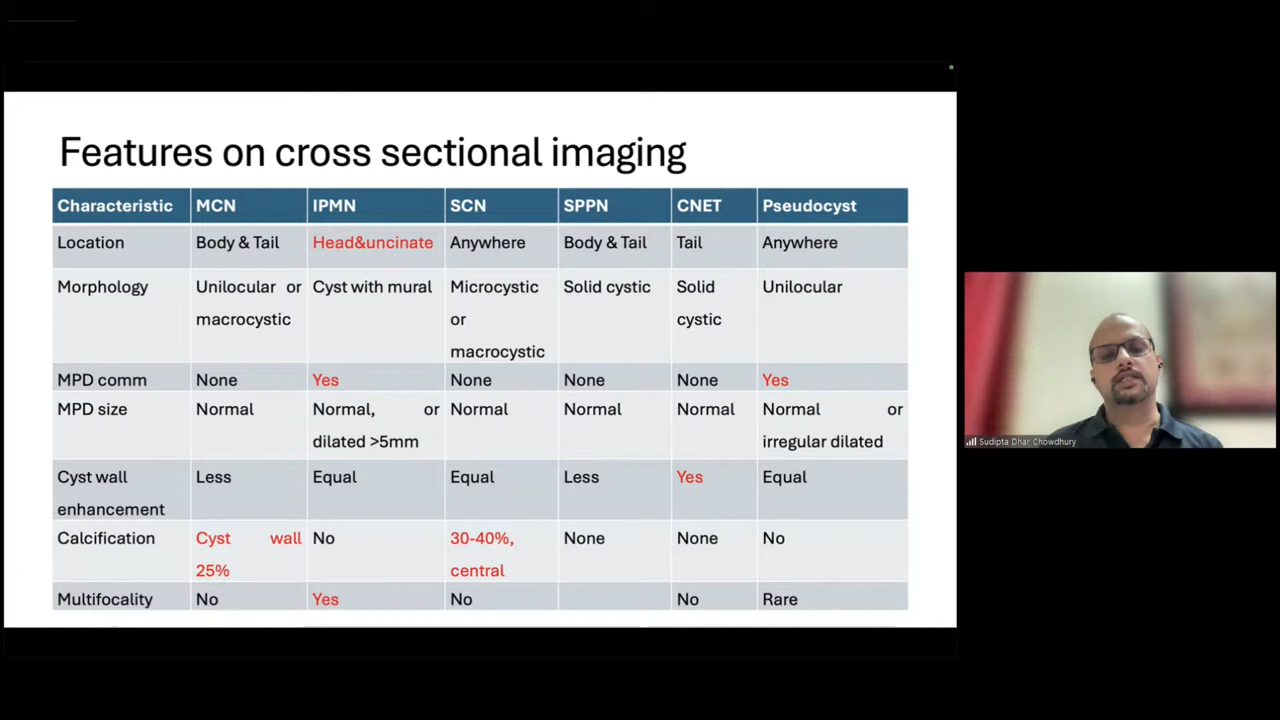 Features on cross sectional imaging
Characteristic MCN IPMN SCN SPPN CNET Pseudocyst
Location Body & Tail Head&uncinate Anywhere Body & Tail Tail Anywhere
Morphology Unilocular or Cyst with mural Microcystic Solid cystic Solid Unilocular
macrocystic or cystic
macrocystic
MPD comm None Yes None None None Yes
MPD size Normal Normal, or Normal Normal Normal Normal or
dilated >5mm irregular dilated
Cyst wall Less Equal Equal Less Yes Equal
enhancement
Calcification Cyst wall No 30-40%, None None No
25% central
Multifocality No Yes No No Rare
Sudipta Dhar Chowdhury